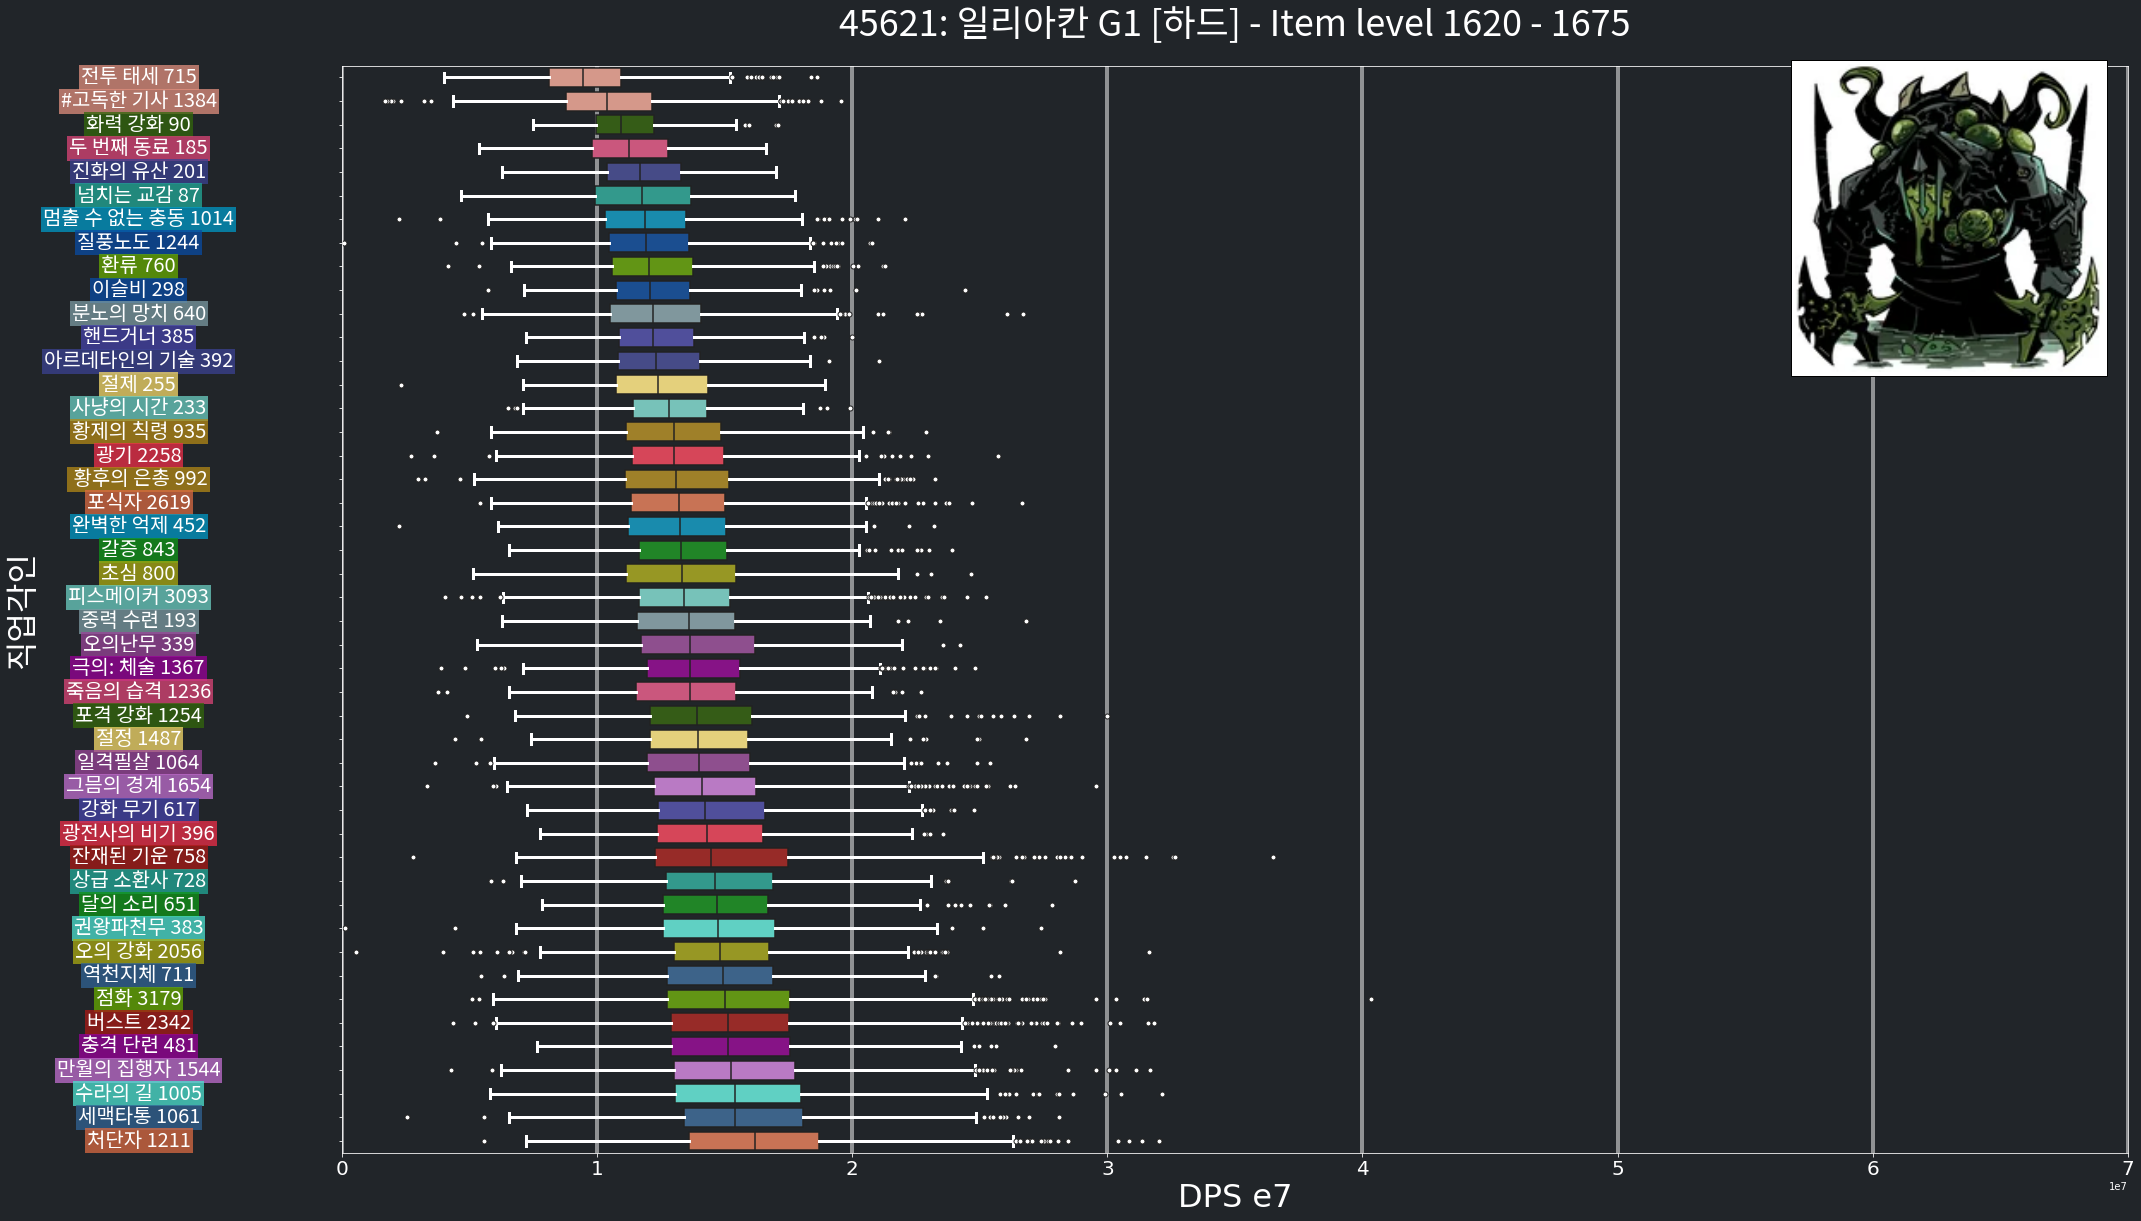 45621: 일리아칸 G1 [하드] - Item level 1620 - 1675
전투 태세 715
#고독한 기사 1384
화력 강화 90
두 번째 동료 185
진화의 유산 201
넘치는 교감 87
멈출 수 없는 충동 1014
질풍노도 1244
환류 760
이슬비 298
분노의 망치 640
핸드거너 385
아르데타인의 기술 392
절제 255
사냥의 시간 233
황제의 칙령 935
광기 2258
황후의 은총 992
포식자 2619
완벽한 억제 452
갈증 843
초심 800
피스메이커 3093
중력 수련 193
오의난무 339
극의: 체술 1367
죽음의 습격 1236
포격 강화 1254
절정 1487
일격필살 1064
그믐의 경계 1654
강화 무기 617
광전사의 비기 396
잔재된 기운 758
상급 소환사 728
달의 소리 651
권왕파천무 383
오의 강화 2056
역천지체 711
점화 3179
버스트 2342
충격 단련 481
만월의 집행자 1544
수라의 길 1005
세맥타통 1061
처단자 1211
직업각인
0 1 2 3 4 5 6 7
DPS e7
1e7